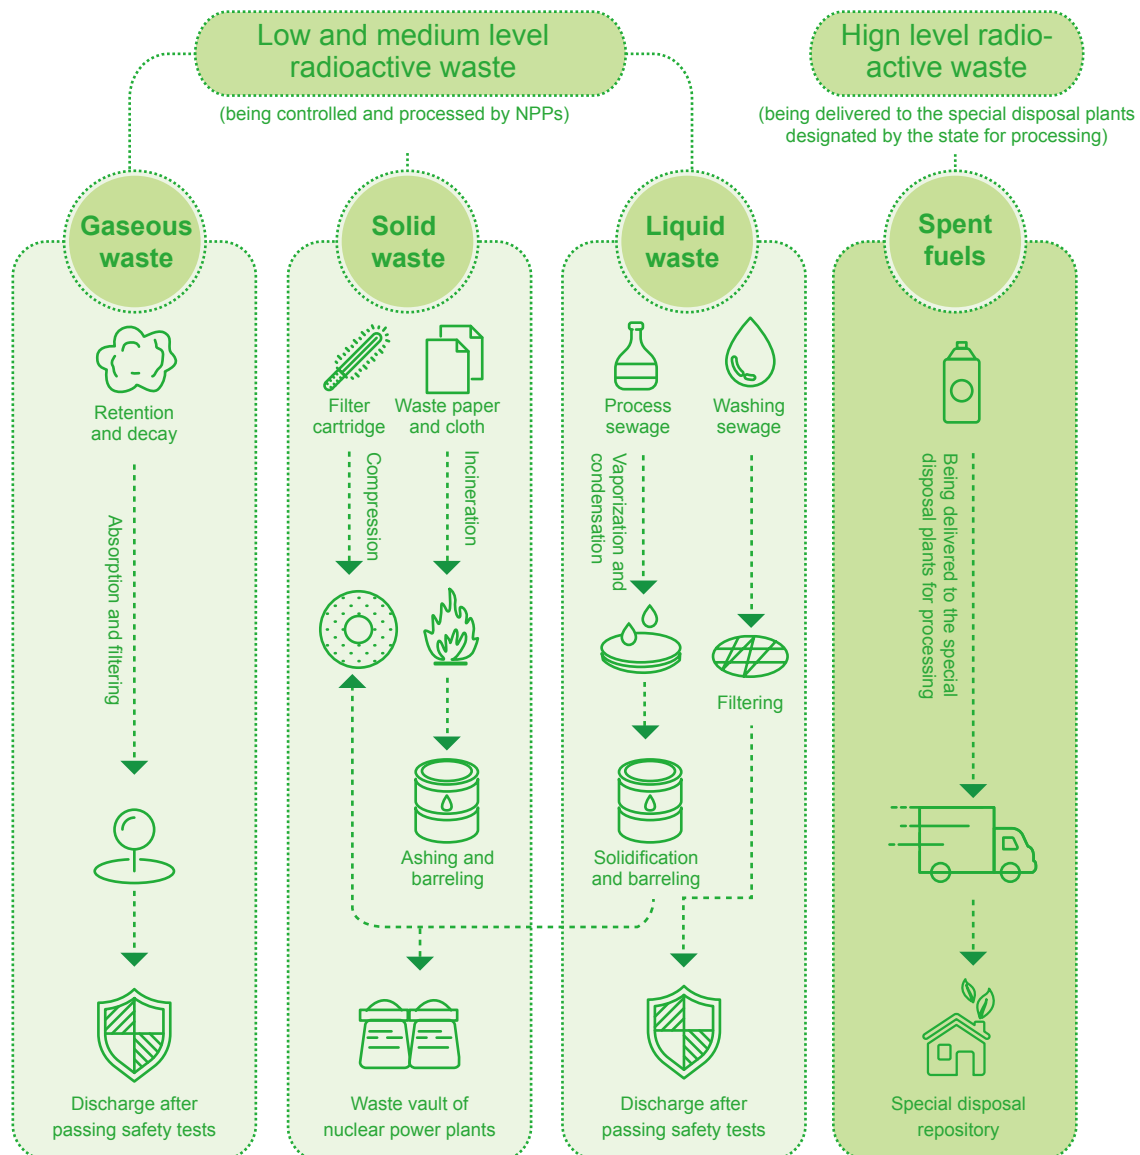 Low and medium level
radioactive waste
(being controlled and processed by NPPs)
Hign level radio-
active waste
(being delivered to the special disposal plants
designated by the state for processing)
Gaseous
waste
Retention
and decay
Absorption and filtering
Discharge after
passing safety tests
Solid
waste
Filter
cartridge
Waste paper
and cloth
Compression
Incineration
Ashing and
barreling
Waste vault of
nuclear power plants
Liquid
waste
Process
sewage
Washing
sewage
Vaporization and
condensation
Filtering
Solidification
and barreling
Discharge after
passing safety tests
Spent
fuels
Being delivered to the special
disposal plants for processing
Special disposal
repository